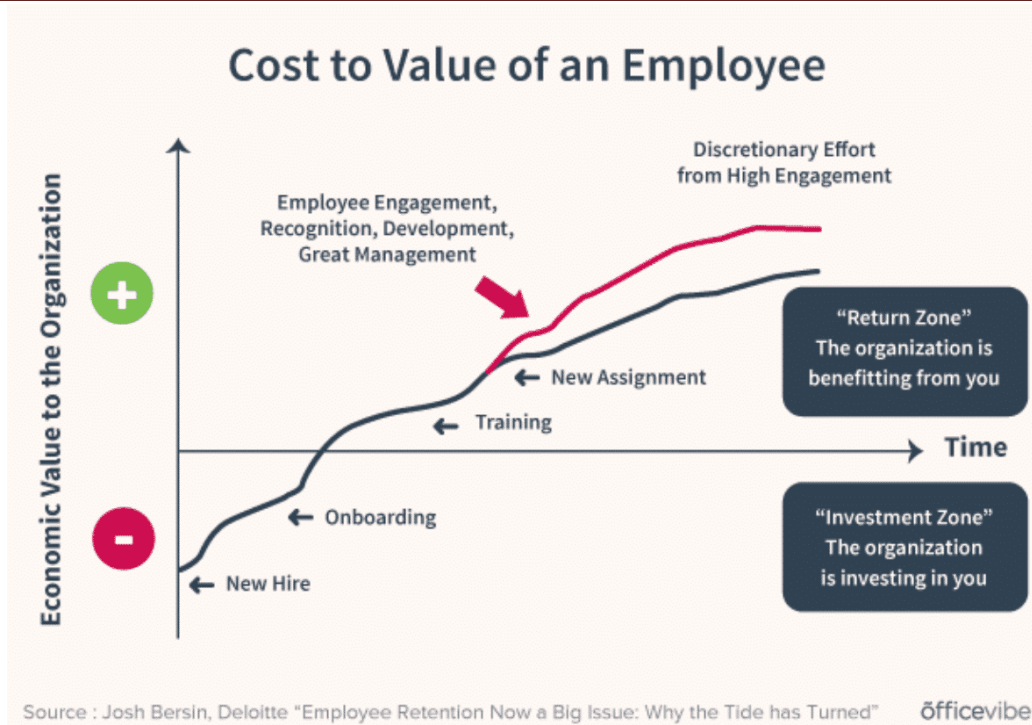 Cost to Value of an Employee
Economic Value to the Organization
+
-
Employee Engagement,
Recognition, Development,
Great Management
Discretionary Effort
from High Engagement
New Assignment
Training
Onboarding
New Hire
Time
“Return Zone”
The organization is
benefitting from you
“Investment Zone”
The organization
is investing in you
Source : Josh Bersin, Deloitte “Employee Retention Now a Big Issue: Why the Tide has Turned”
officevibe